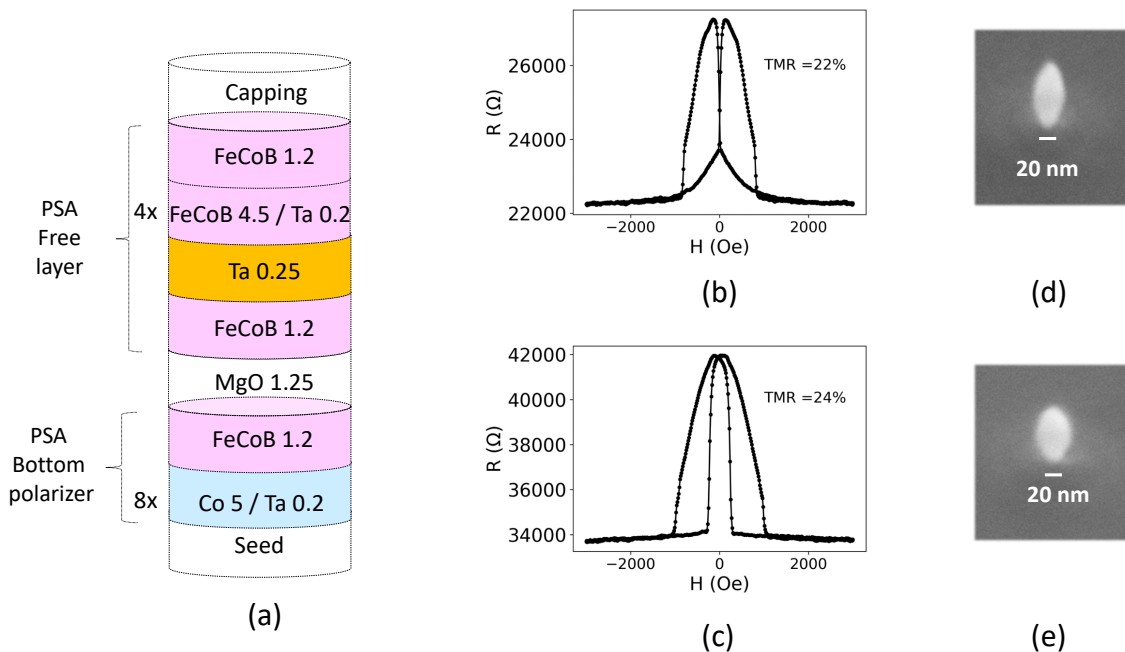 Capping
FeCoB 1.2
PSA
Free
layer
4x
FeCoB 4.5 / Ta 0.2
Ta 0.25
FeCoB 1.2
MgO 1.25
PSA
Bottom
polarizer
FeCoB 1.2
8x
Co 5 / Ta 0.2
Seed
(a)
R (Ω)
26000
24000
22000
TMR =22%
−2000
0
2000
H (Oe)
(b)
20 nm
(d)
R (Ω)
42000
40000
38000
36000
34000
TMR =24%
−2000
0
2000
H (Oe)
(c)
20 nm
(e)